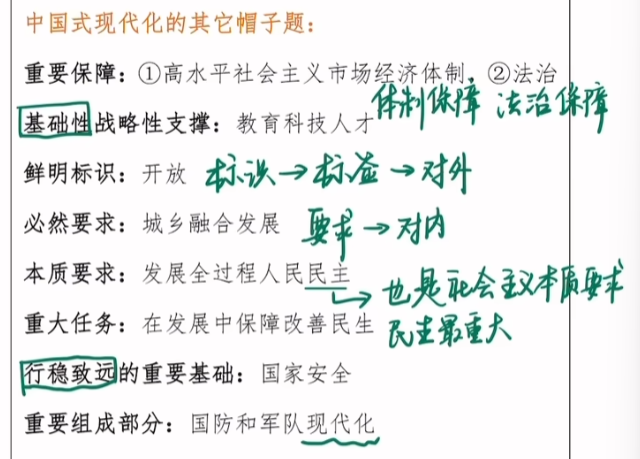 中国式现代化的其它帽子题：
重要保障：①高水平社会主义市场经济体制，②法治
体制保障 法治保障
基础性战略性支撑：教育科技人才
鲜明标识：开放 标识→标签→对外
必然要求：城乡融合发展 要求→对内
本质要求：发展全过程人民民主
↳也是社会主义本质要求
重大任务：在发展中保障改善民生 民生最重大
行稳致远的重要基础：国家安全
重要组成部分：国防和军队现代化